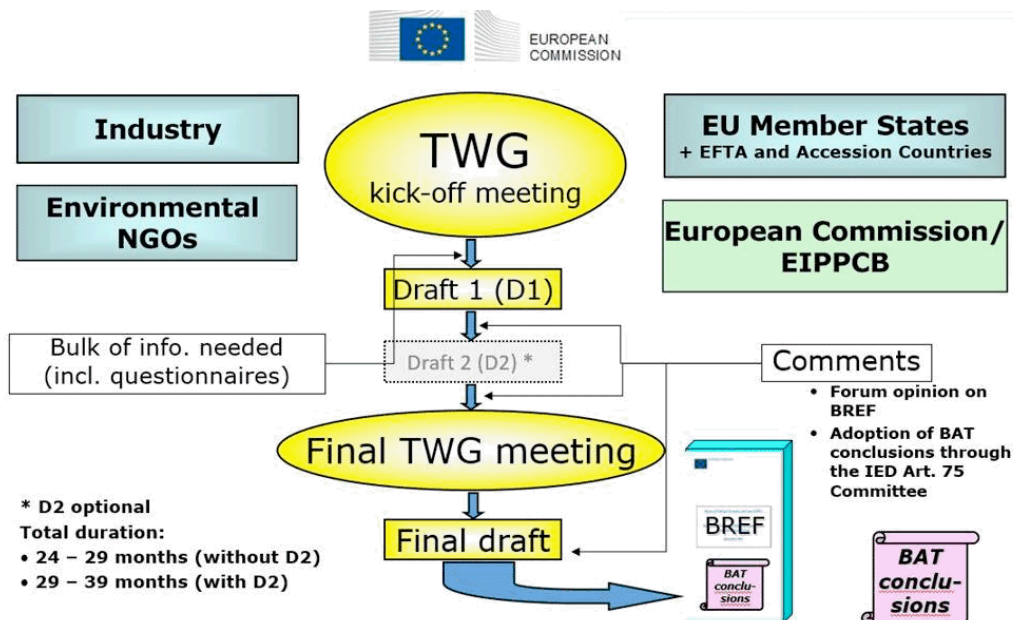 EUROPEAN
COMMISSION
Industry
Environmental
NGOs
TWG
kick-off meeting
EU Member States
+ EFTA and Accession Countries
European Commission/
EIPPCB
Draft 1 (D1)
Bulk of info. needed
(incl. questionnaires)
Draft 2 (D2) *
Comments
• Forum opinion on
BREF
• Adoption of BAT
conclusions through
the IED Art. 75
Committee
Final TWG meeting
* D2 optional
Total duration:
• 24 – 29 months (without D2)
• 29 – 39 months (with D2)
Final draft
BREF
BAT
conclu-
sions
BAT
conclu-
sions